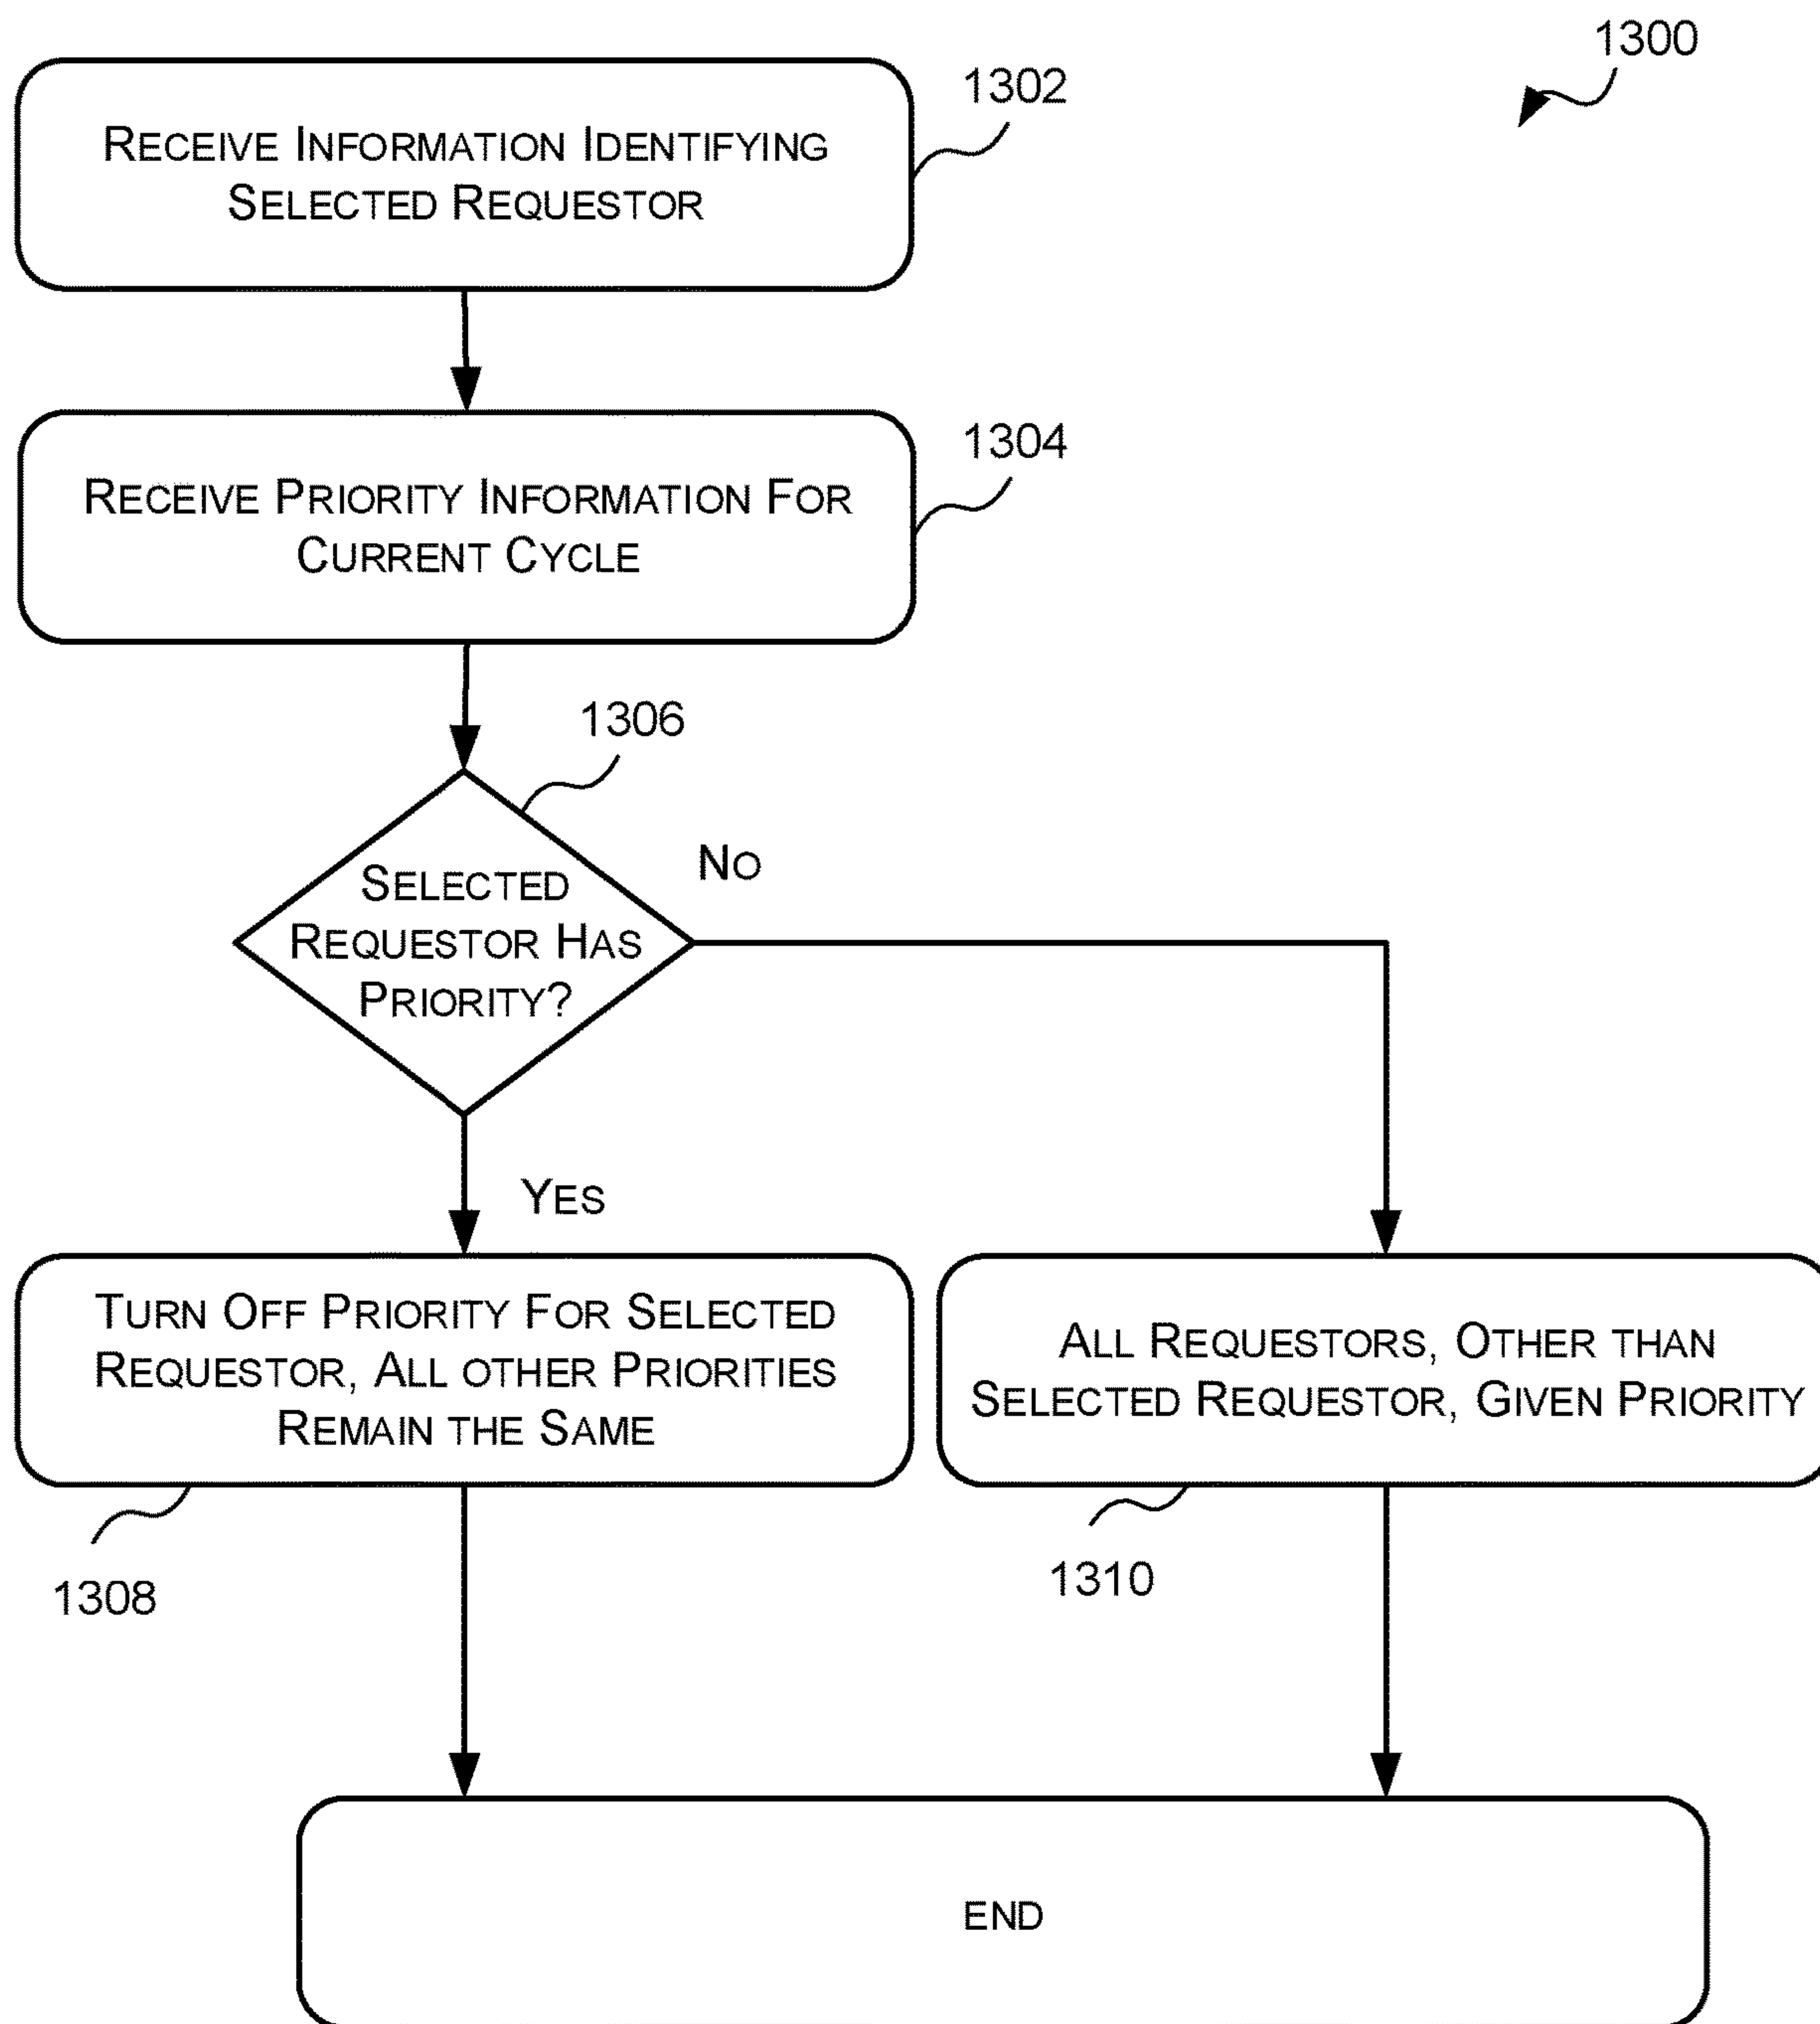 1300
1302
RECEIVE INFORMATION IDENTIFYING
SELECTED REQUESTOR
1304
RECEIVE PRIORITY INFORMATION FOR
CURRENT CYCLE
1306
SELECTED
REQUESTOR HAS
PRIORITY?
NO
YES
TURN OFF PRIORITY FOR SELECTED
REQUESTOR, ALL OTHER PRIORITIES
REMAIN THE SAME
1308
ALL REQUESTORS, OTHER THAN
SELECTED REQUESTOR, GIVEN PRIORITY
1310
END